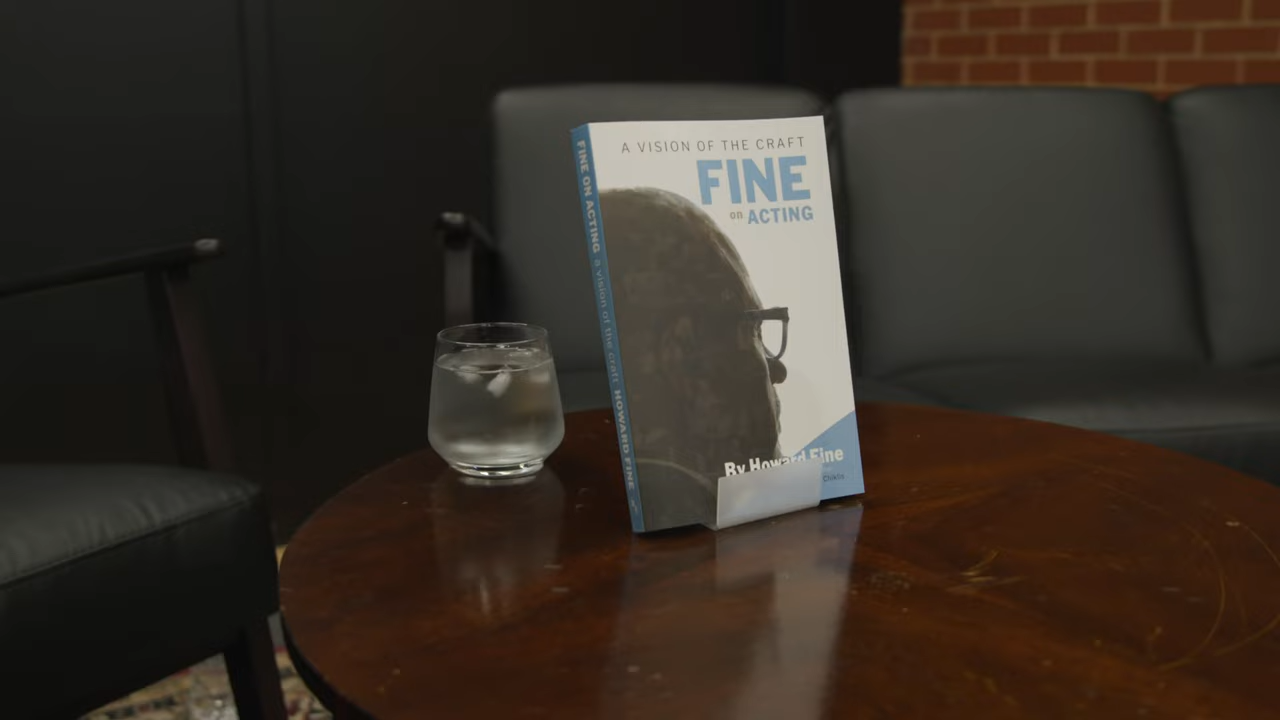 A VISION OF THE CRAFT
FINE
on ACTING
By Howard Fine
Chikto
FINE ON ACTING a vision of the craft HOWARD FINE